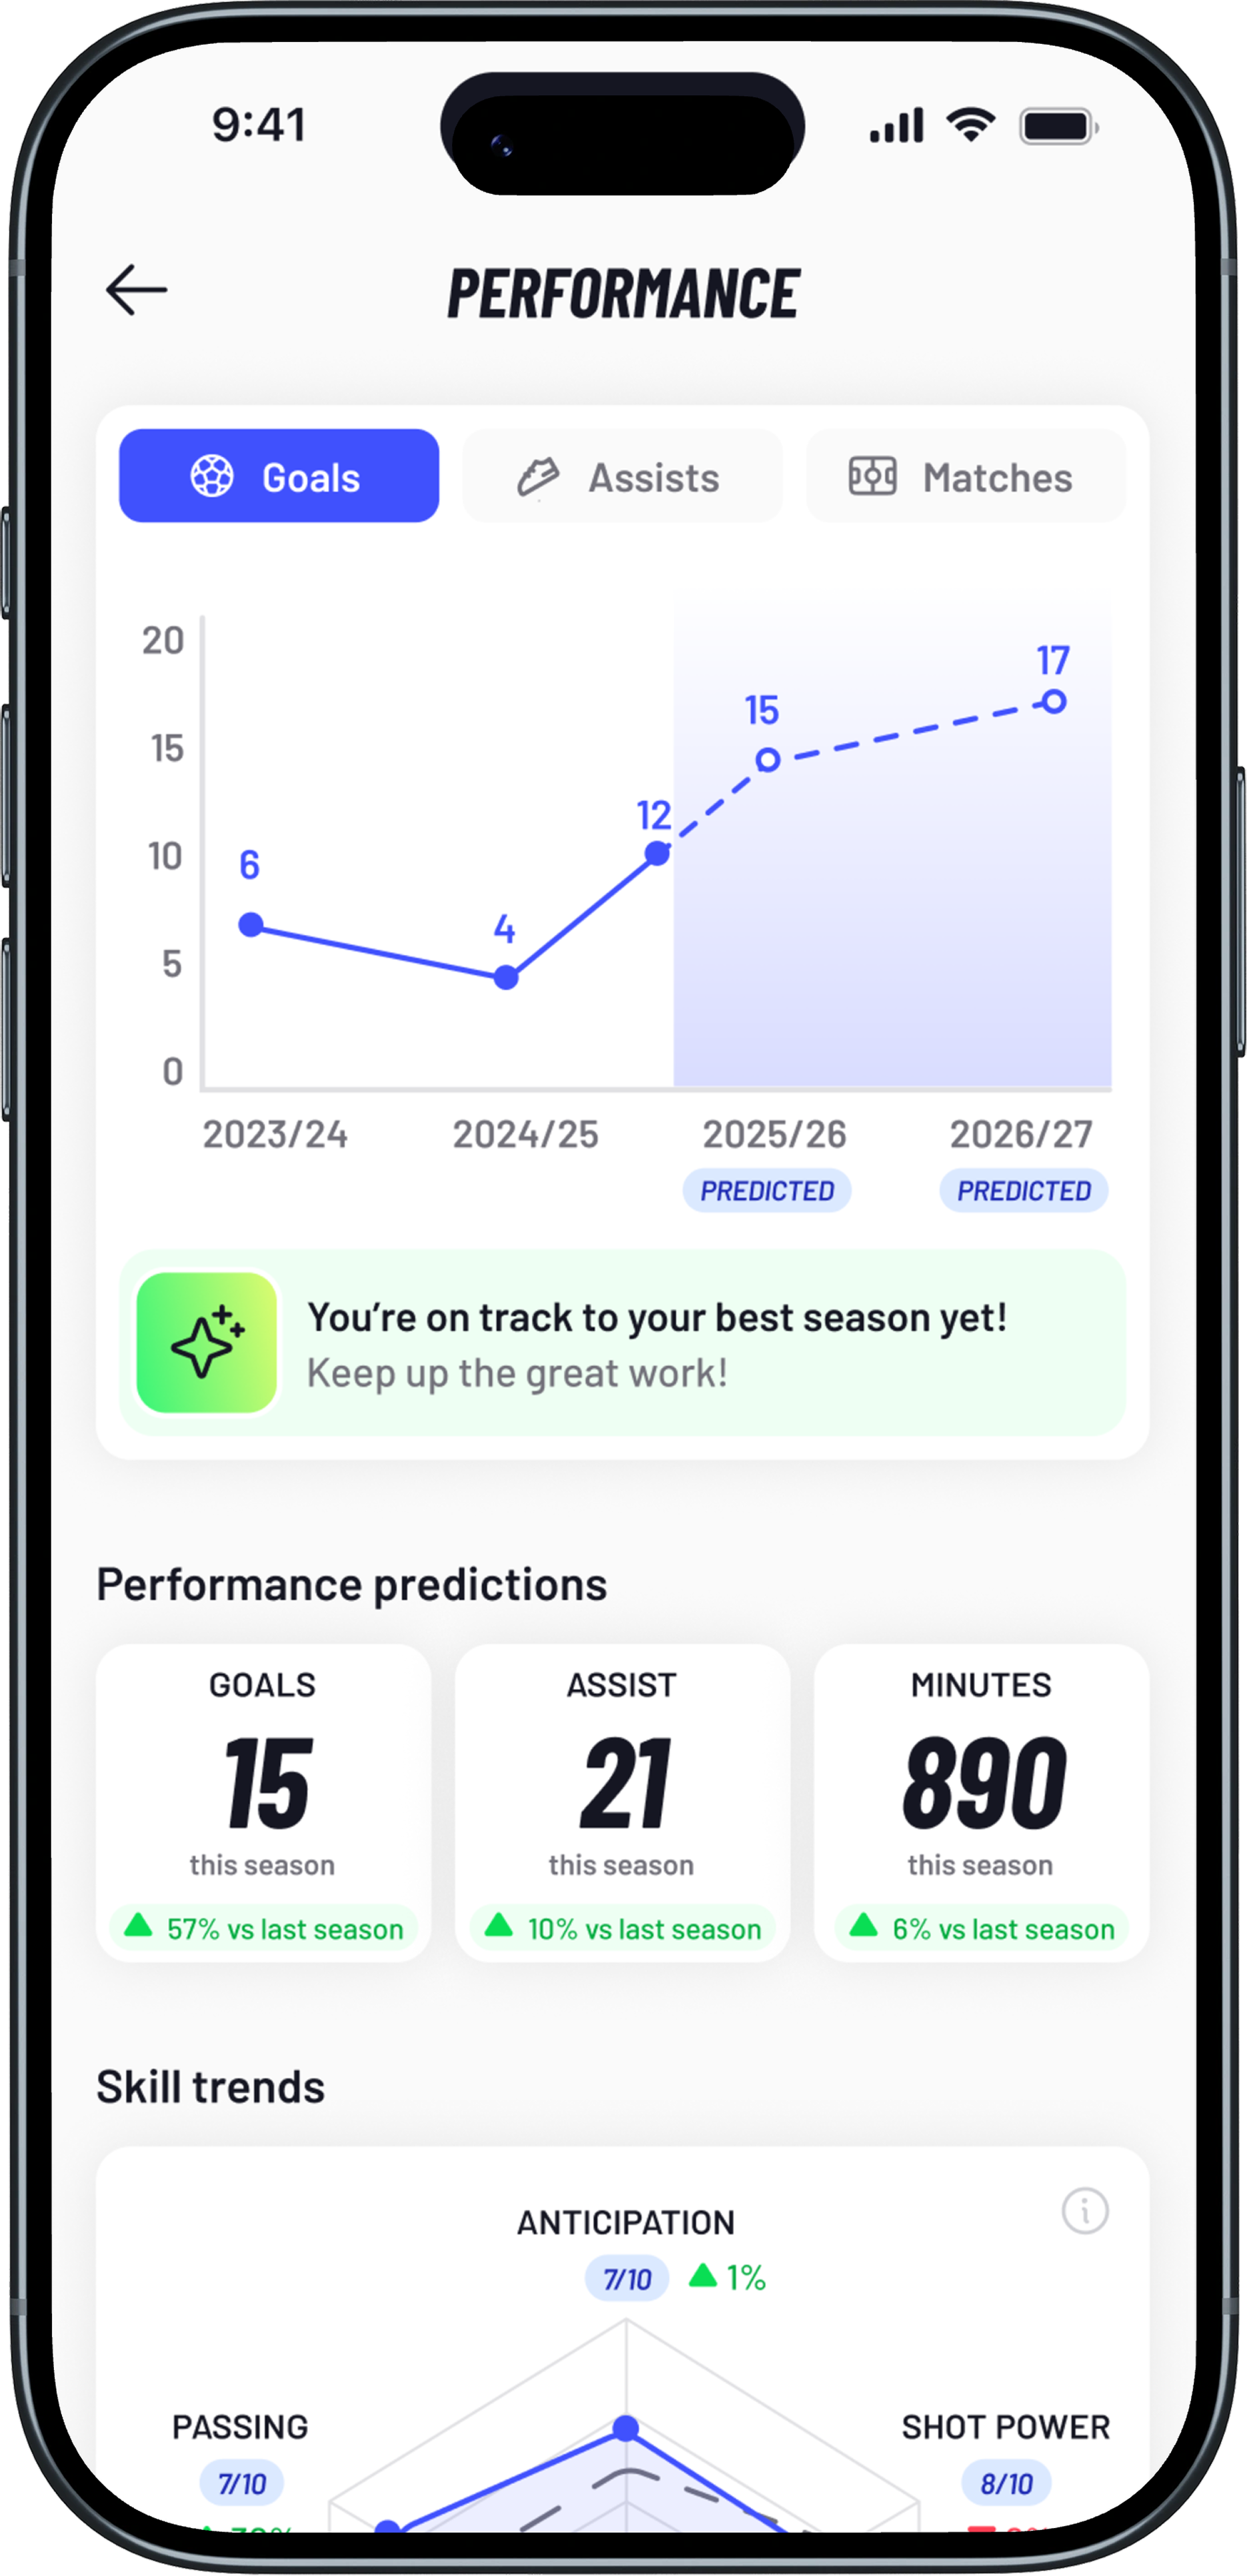 9:41
PERFORMANCE
Goals Assists Matches
20
15
10
5
0
6
4
12
15
17
2023/24 2024/25 2025/26 2026/27
PREDICTED PREDICTED
You’re on track to your best season yet!
Keep up the great work!
Performance predictions
GOALS
15
this season
57% vs last season
ASSIST
21
this season
10% vs last season
MINUTES
890
this season
6% vs last season
Skill trends
ANTICIPATION
7/10 1%
PASSING
7/10
SHOT POWER
8/10